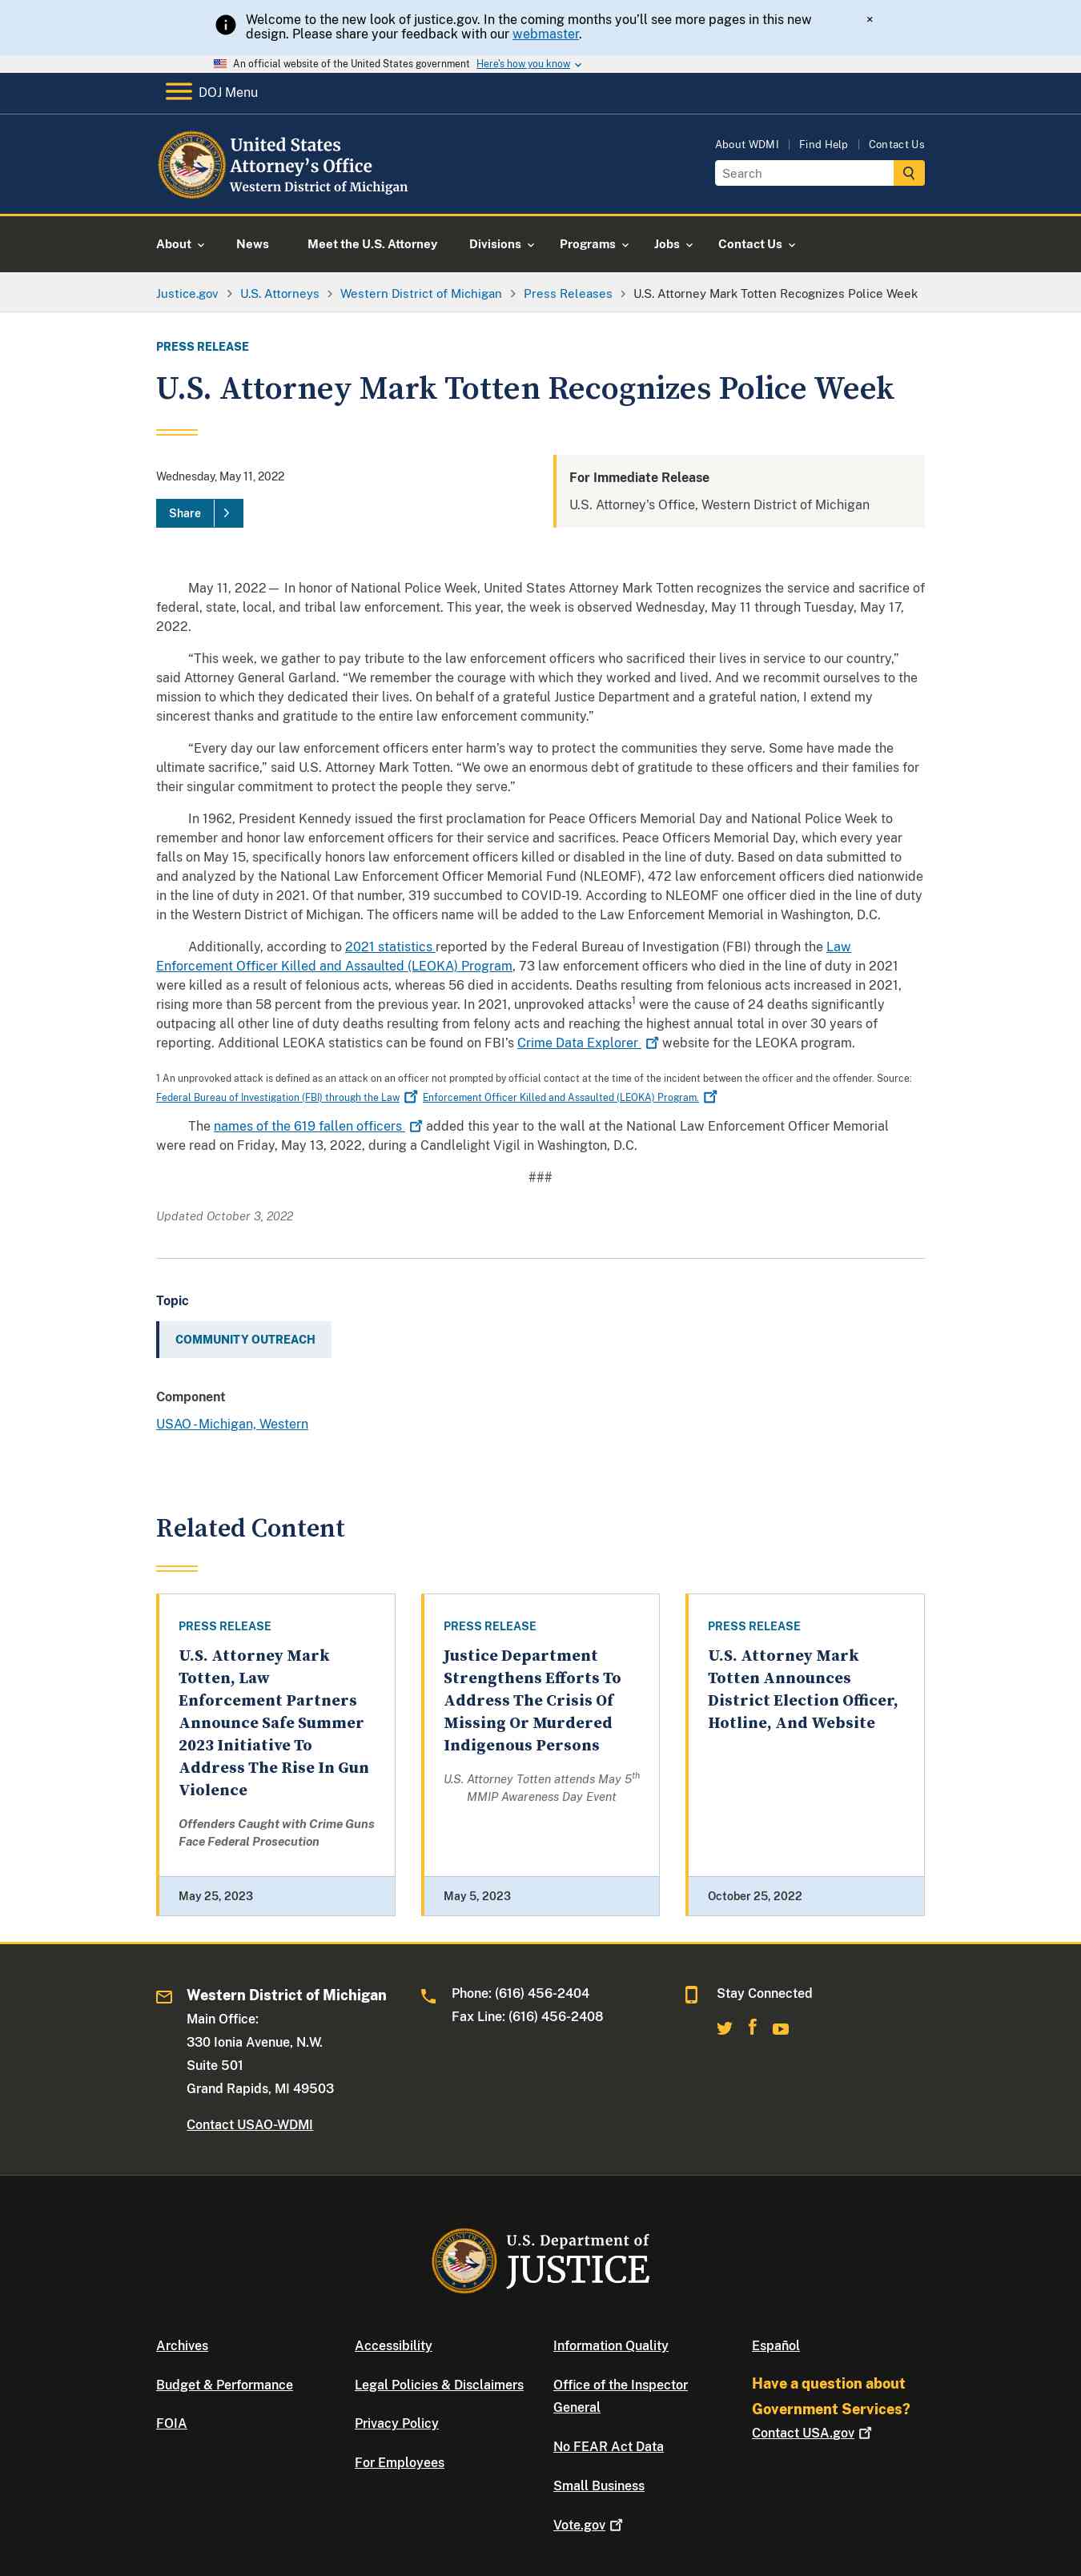 Welcome to the new look of justice.gov. In the coming months you'll see more pages in this new
design. Please share your feedback with our webmaster.
×
An official website of the United States government Here's how you know
DOJ Menu
United States
Attorney's Office
Western District of Michigan
About WDMI | Find Help | Contact Us
Search
About News Meet the U.S. Attorney Divisions Programs Jobs Contact Us
Justice.gov > U.S. Attorneys > Western District of Michigan > Press Releases > U.S. Attorney Mark Totten Recognizes Police Week
PRESS RELEASE
U.S. Attorney Mark Totten Recognizes Police Week
Wednesday, May 11, 2022
Share >
For Immediate Release
U.S. Attorney's Office, Western District of Michigan
May 11, 2022 — In honor of National Police Week, United States Attorney Mark Totten recognizes the service and sacrifice of
federal, state, local, and tribal law enforcement. This year, the week is observed Wednesday, May 11 through Tuesday, May 17,
2022.
“This week, we gather to pay tribute to the law enforcement officers who sacrificed their lives in service to our country,”
said Attorney General Garland. “We remember the courage with which they worked and lived. And we recommit ourselves to the
mission to which they dedicated their lives. On behalf of a grateful Justice Department and a grateful nation, I extend my
sincerest thanks and gratitude to the entire law enforcement community.”
“Every day our law enforcement officers enter harm's way to protect the communities they serve. Some have made the
ultimate sacrifice,” said U.S. Attorney Mark Totten. “We owe an enormous debt of gratitude to these officers and their families for
their singular commitment to protect the people they serve.”
In 1962, President Kennedy issued the first proclamation for Peace Officers Memorial Day and National Police Week to
remember and honor law enforcement officers for their service and sacrifices. Peace Officers Memorial Day, which every year
falls on May 15, specifically honors law enforcement officers killed or disabled in the line of duty. Based on data submitted to
and analyzed by the National Law Enforcement Officer Memorial Fund (NLEOMF), 472 law enforcement officers died nationwide
in the line of duty in 2021. Of that number, 319 succumbed to COVID-19. According to NLEOMF one officer died in the line of duty
in the Western District of Michigan. The officers name will be added to the Law Enforcement Memorial in Washington, D.C.
Additionally, according to 2021 statistics reported by the Federal Bureau of Investigation (FBI) through the Law
Enforcement Officer Killed and Assaulted (LEOKA) Program, 73 law enforcement officers who died in the line of duty in 2021
were killed as a result of felonious acts, whereas 56 died in accidents. Deaths resulting from felonious acts increased in 2021,
rising more than 58 percent from the previous year. In 2021, unprovoked attacks1 were the cause of 24 deaths significantly
outpacing all other line of duty deaths resulting from felony acts and reaching the highest annual total in over 30 years of
reporting. Additional LEOKA statistics can be found on FBI's Crime Data Explorer website for the LEOKA program.
1 An unprovoked attack is defined as an attack on an officer not prompted by official contact at the time of the incident between the officer and the offender. Source:
Federal Bureau of Investigation (FBI) through the Law Enforcement Officer Killed and Assaulted (LEOKA) Program.
The names of the 619 fallen officers added this year to the wall at the National Law Enforcement Officer Memorial
were read on Friday, May 13, 2022, during a Candlelight Vigil in Washington, D.C.
###
Updated October 3, 2022
Topic
COMMUNITY OUTREACH
Component
USAO - Michigan, Western
Related Content
PRESS RELEASE
U.S. Attorney Mark
Totten, Law
Enforcement Partners
Announce Safe Summer
2023 Initiative To
Address The Rise In Gun
Violence
Offenders Caught with Crime Guns
Face Federal Prosecution
May 25, 2023
PRESS RELEASE
Justice Department
Strengthens Efforts To
Address The Crisis Of
Missing Or Murdered
Indigenous Persons
U.S. Attorney Totten attends May 5th
MMIP Awareness Day Event
May 5, 2023
PRESS RELEASE
U.S. Attorney Mark
Totten Announces
District Election Officer,
Hotline, And Website
October 25, 2022
Western District of Michigan
Main Office:
330 Ionia Avenue, N.W.
Suite 501
Grand Rapids, MI 49503
Contact USAO-WDMI
Phone: (616) 456-2404
Fax Line: (616) 456-2408
Stay Connected
U.S. Department of
JUSTICE
Archives
Budget & Performance
FOIA
Accessibility
Legal Policies & Disclaimers
Privacy Policy
For Employees
Information Quality
Office of the Inspector
General
No FEAR Act Data
Small Business
Vote.gov
Español
Have a question about
Government Services?
Contact USA.gov